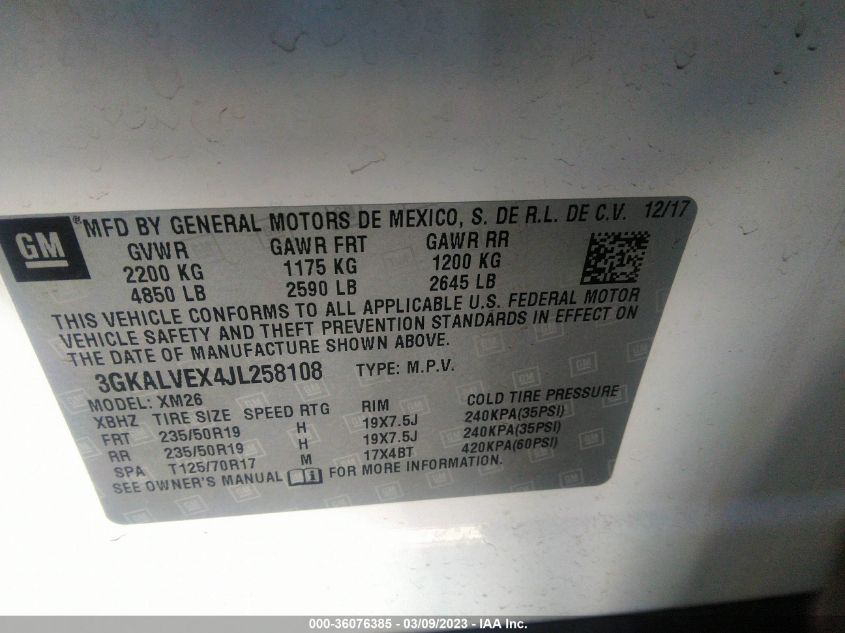 GM
®MFD BY GENERAL MOTORS DE MEXICO, S. DE R.L. DE C.V. 12/17
GVWR GAWR FRT GAWR RR
2200 KG 1175 KG 1200 KG
4850 LB 2590 LB 2645 LB
THIS VEHICLE CONFORMS TO ALL APPLICABLE U.S. FEDERAL MOTOR
VEHICLE SAFETY AND THEFT PREVENTION STANDARDS IN EFFECT ON
THE DATE OF MANUFACTURE SHOWN ABOVE.
3GKALVEX4JL258108 TYPE: M.P.V.
MODEL: XM26
XBHZ TIRE SIZE SPEED RTG RIM COLD TIRE PRESSURE
FRT 235/50R19 H 19X7.5J 240KPA(35PSI)
RR 235/50R19 H 19X7.5J 240KPA(35PSI)
SPA T125/70R17 M 17X4BT 420KPA(60PSI)
SEE OWNER'S MANUAL FOR MORE INFORMATION.
000-36076385 - 03/09/2023 - IAA Inc.